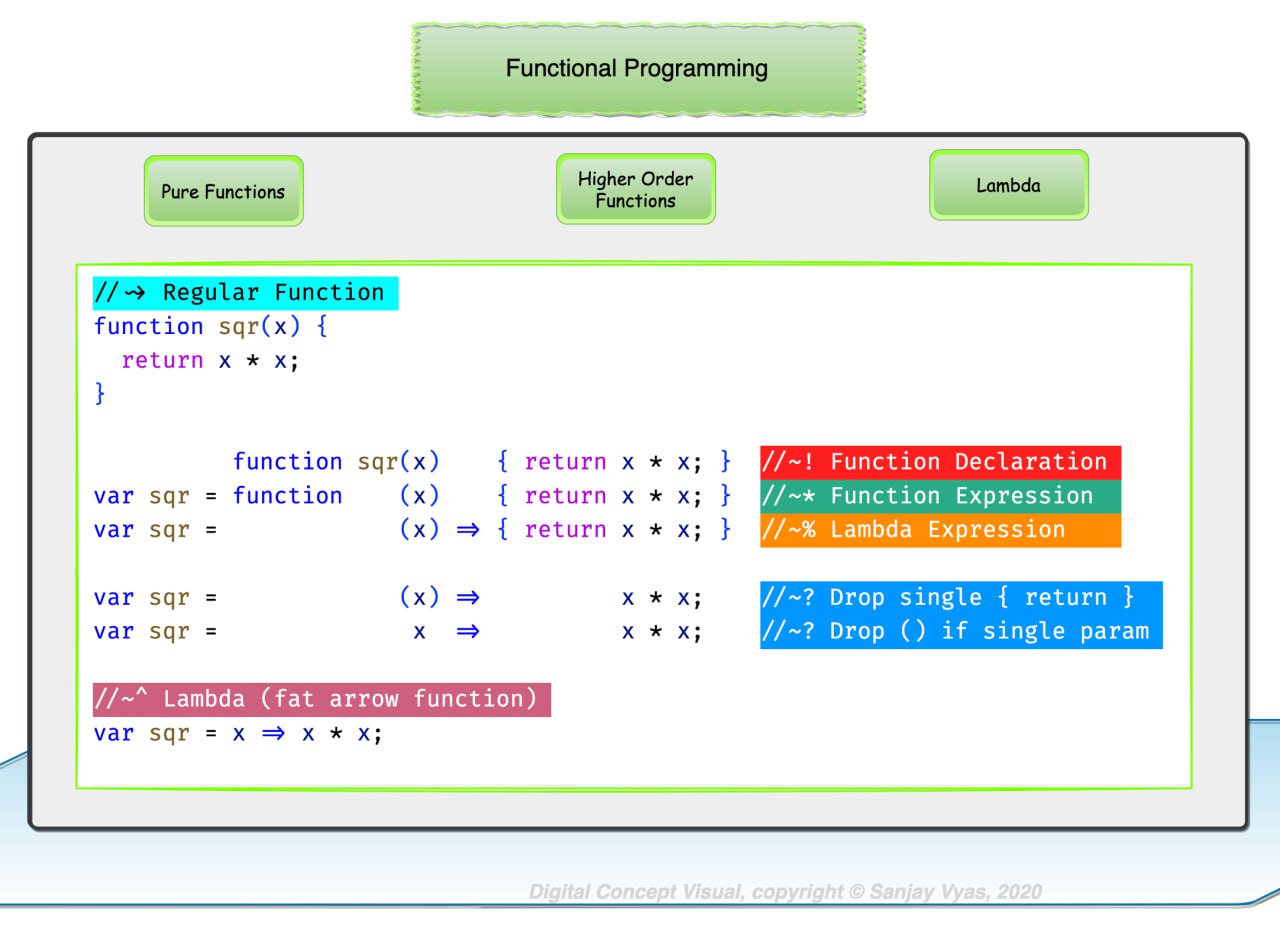 Functional Programming
Pure Functions
Higher Order
Functions
Lambda
//⤳ Regular Function
function sqr(x) {
  return x * x;
}
          function sqr(x)    { return x * x; }  //~! Function Declaration
var sqr = function    (x)    { return x * x; }  //~* Function Expression
var sqr =             (x) => { return x * x; }  //~% Lambda Expression
var sqr =             (x) =>          x * x;    //~? Drop single { return }
var sqr =              x  =>          x * x;    //~? Drop () if single param
//~^ Lambda (fat arrow function)
var sqr = x => x * x;
Digital Concept Visual, copyright © Sanjay Vyas, 2020